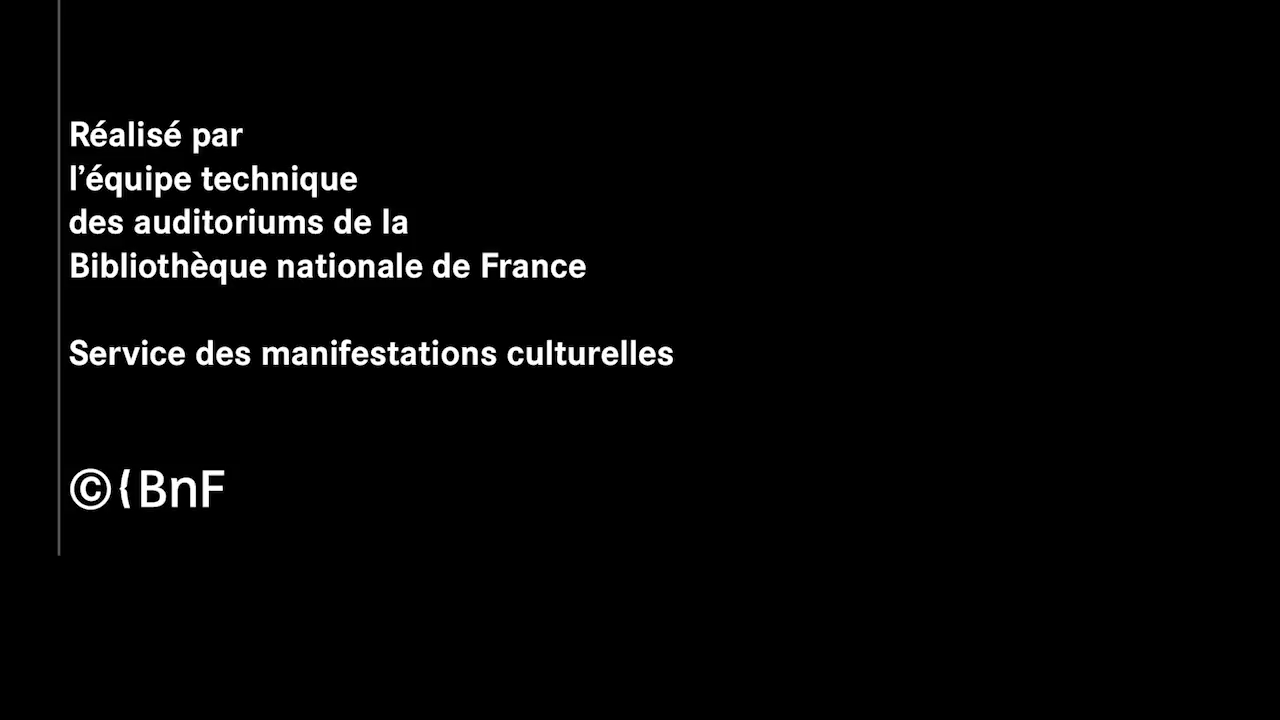 Réalisé par
l’équipe technique
des auditoriums de la
Bibliothèque nationale de France
Service des manifestations culturelles
©{BnF